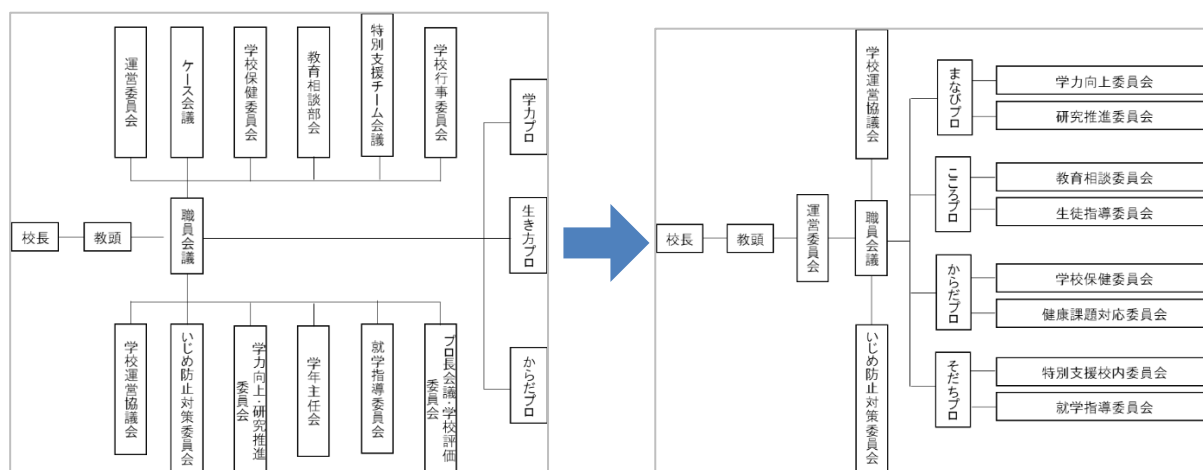 運営委員会
ケース会議
学校保健委員会
教育相談部会
特別支援チーム会議
学校行事委員会
学力プロ
校長
教頭
職員会議
生き方プロ
学校運営協議会
いじめ防止対策委員会
学力向上・研究推進
委員会
学年主任会
就学指導委員会
プロ長会議・学校評価
委員会
からだプロ
学校運営協議会
まなびプロ
学力向上委員会
研究推進委員会
こころプロ
教育相談委員会
生徒指導委員会
校長
教頭
運営委員会
職員会議
からだプロ
学校保健委員会
健康課題対応委員会
いじめ防止対策委員会
そだちプロ
特別支援校内委員会
就学指導委員会